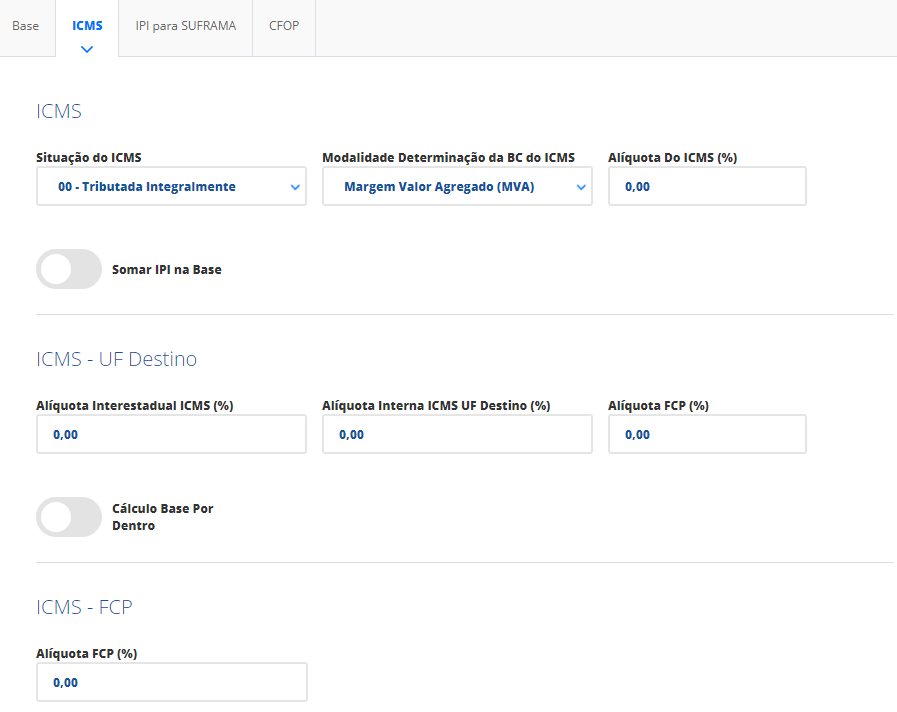 Base ICMS IPI para SUFRAMA CFOP
ICMS
Situação do ICMS Modalidade Determinação da BC do ICMS Alíquota Do ICMS (%)
00 - Tributada Integralmente Margem Valor Agregado (MVA) 0,00
Somar IPI na Base
ICMS - UF Destino
Alíquota Interestadual ICMS (%) Alíquota Interna ICMS UF Destino (%) Alíquota FCP (%)
0,00 0,00 0,00
Cálculo Base Por
Dentro
ICMS - FCP
Alíquota FCP (%)
0,00